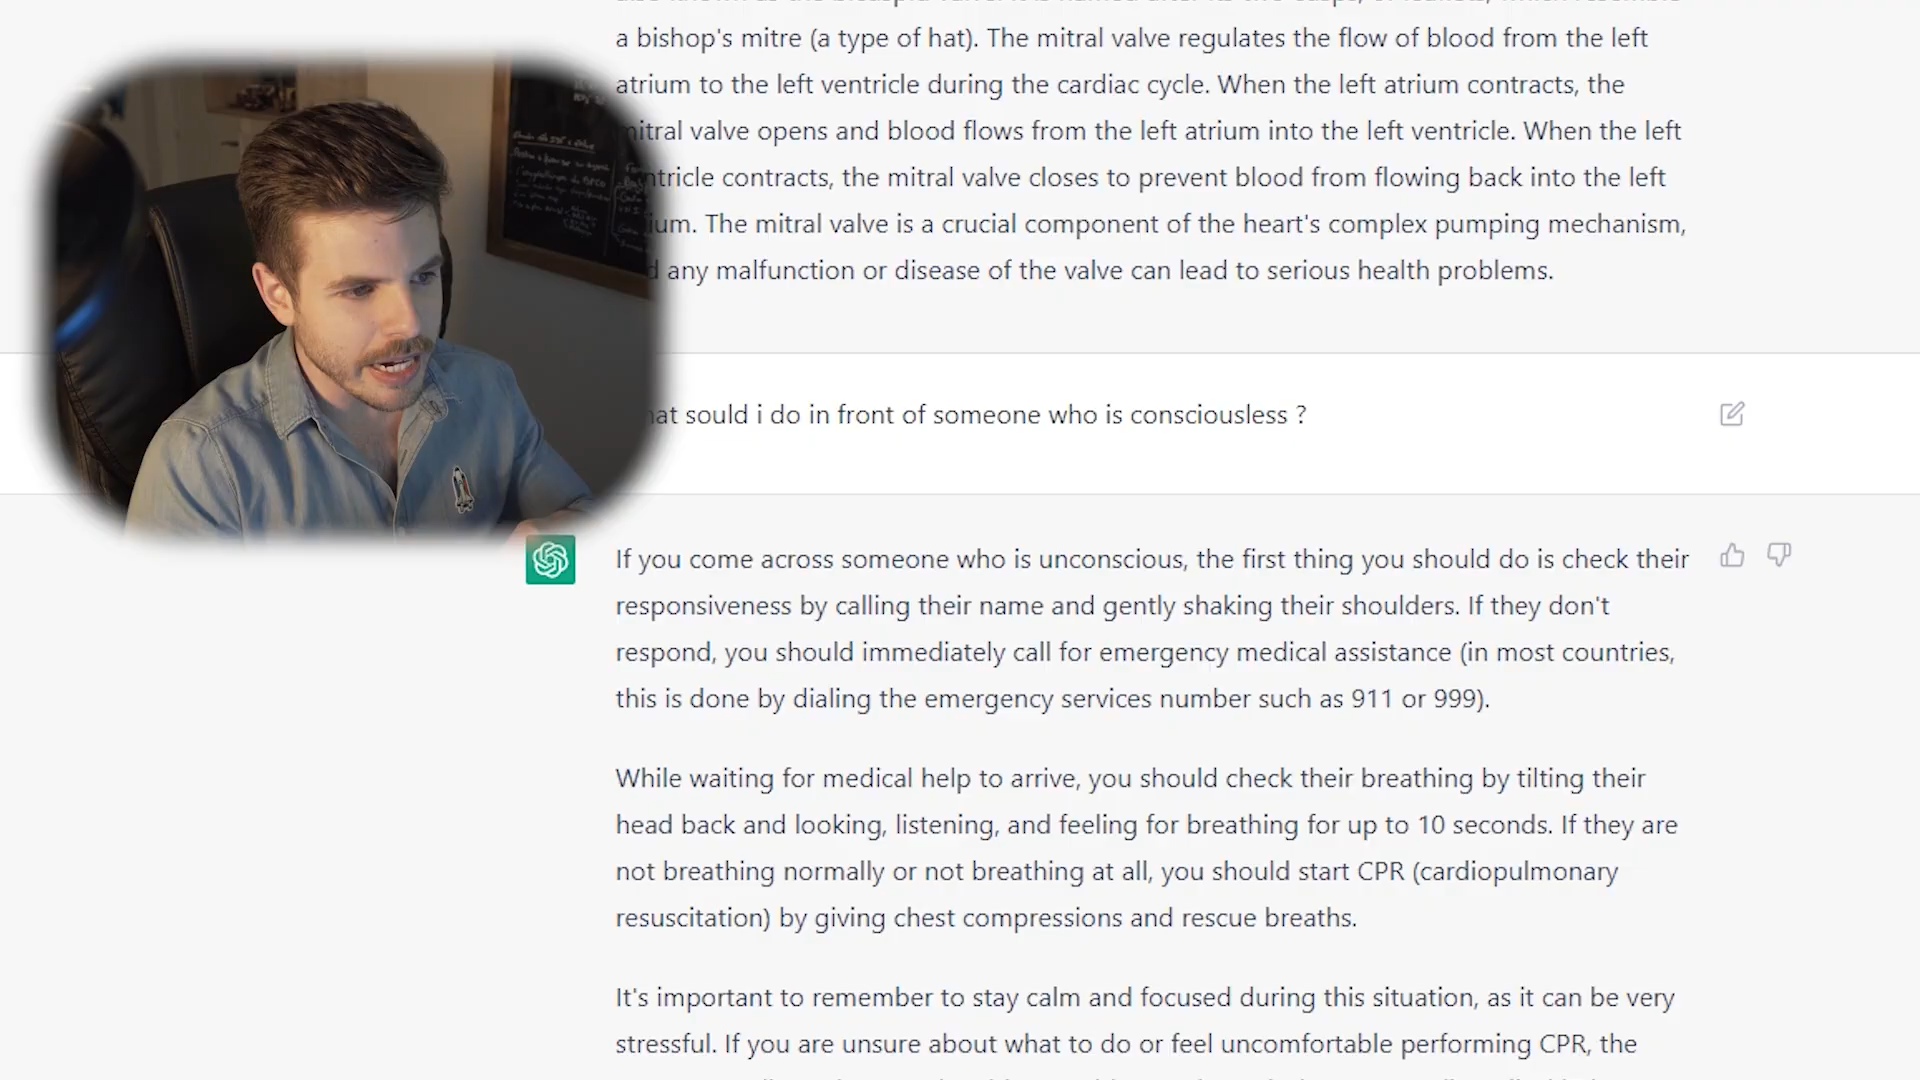 a bishop's mitre (a type of hat). The mitral valve regulates the flow of blood from the left
atrium to the left ventricle during the cardiac cycle. When the left atrium contracts, the
mitral valve opens and blood flows from the left atrium into the left ventricle. When the left
contracts, the mitral valve closes to prevent blood from flowing back into the left
The mitral valve is a crucial component of the heart's complex pumping mechanism,
any malfunction or disease of the valve can lead to serious health problems.
sould i do in front of someone who is consciousless ?
If you come across someone who is unconscious, the first thing you should do is check their
responsiveness by calling their name and gently shaking their shoulders. If they don't
respond, you should immediately call for emergency medical assistance (in most countries,
this is done by dialing the emergency services number such as 911 or 999).
While waiting for medical help to arrive, you should check their breathing by tilting their
head back and looking, listening, and feeling for breathing for up to 10 seconds. If they are
not breathing normally or not breathing at all, you should start CPR (cardiopulmonary
resuscitation) by giving chest compressions and rescue breaths.
It's important to remember to stay calm and focused during this situation, as it can be very
stressful. If you are unsure about what to do or feel uncomfortable performing CPR, the